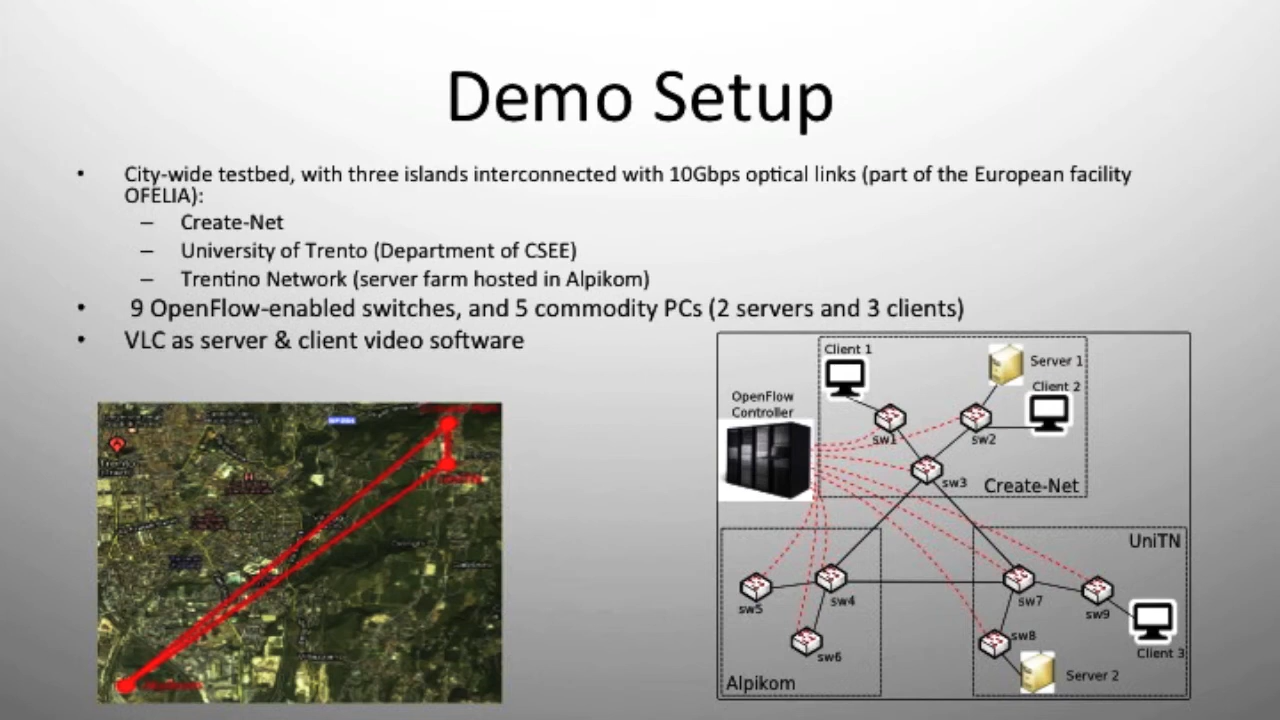 Demo Setup
• City-wide testbed, with three islands interconnected with 10Gbps optical links (part of the European facility
OFELIA):
– Create-Net
– University of Trento (Department of CSEE)
– Trentino Network (server farm hosted in Alpikom)
• 9 OpenFlow-enabled switches, and 5 commodity PCs (2 servers and 3 clients)
• VLC as server & client video software
Client 1
Server 1
Client 2
OpenFlow
Controller
sw1
sw2
sw3
Create-Net
UniTN
sw5
sw4
sw7
sw9
sw6
sw8
Client 3
Server 2
Alpikom
Trento